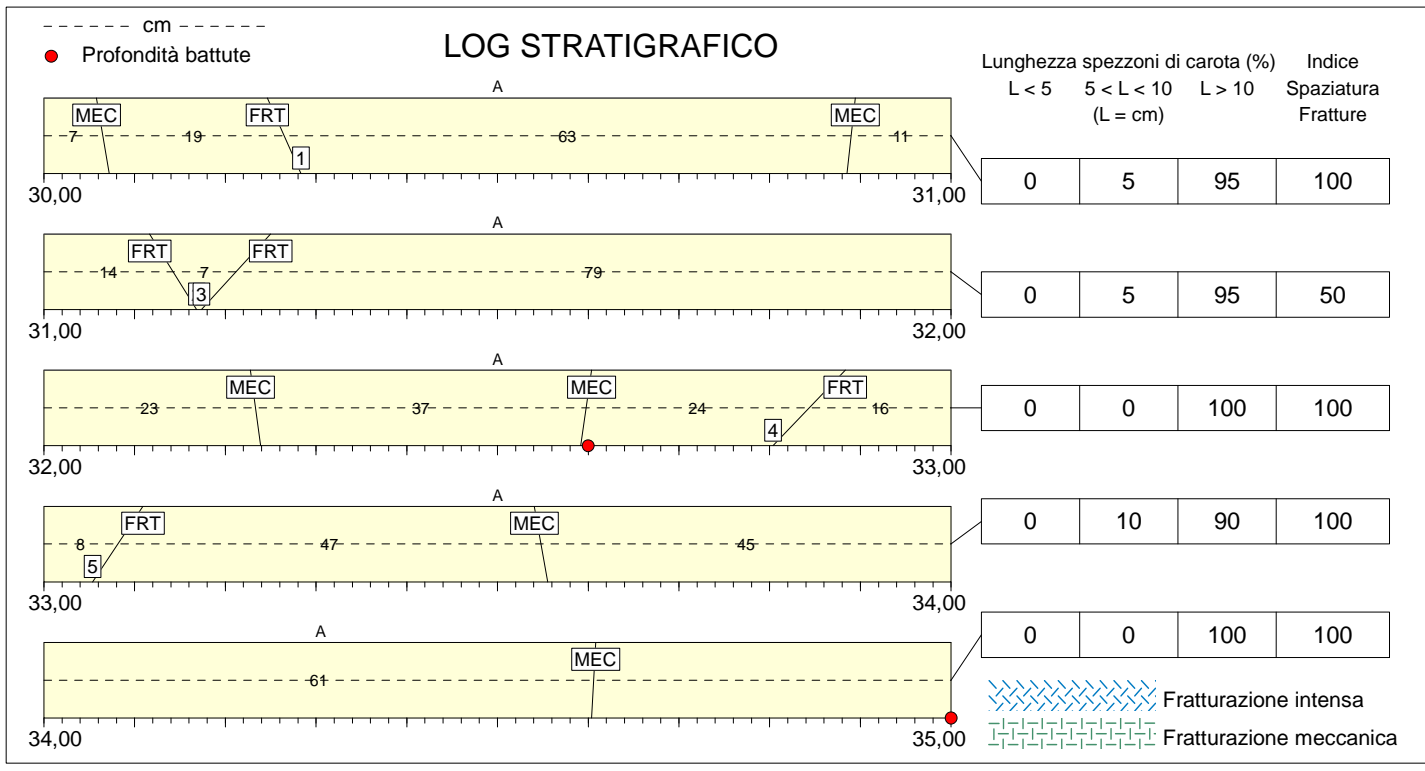 cm
Profondità battute
LOG STRATIGRAFICO
Lunghezza spezzoni di carota (%)
Indice Spaziatura Fratture
L < 5
5 < L < 10
(L = cm)
L > 10
A
MEC
FRT
MEC
7
19
63
11
1
30,00
31,00
0
5
95
100
A
FRT
FRT
14
7
79
3
31,00
32,00
0
5
95
50
A
MEC
MEC
FRT
23
37
24
16
4
32,00
33,00
0
0
100
100
A
FRT
MEC
8
47
45
5
33,00
34,00
0
10
90
100
A
MEC
61
34,00
35,00
0
0
100
100
Fratturazione intensa
Fratturazione meccanica